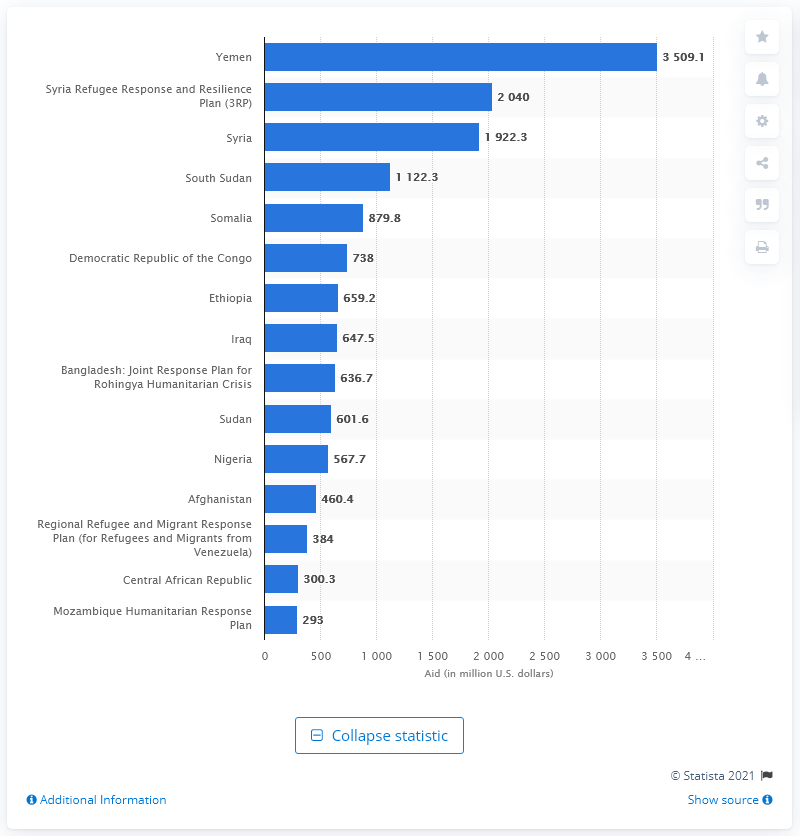 Yemen
3 509.1
Syria Refugee Response and Resilience
Plan (3RP)
2 040
Syria
1 922.3
South Sudan
1 122.3
Somalia
879.8
Democratic Republic of the Congo
738
Ethiopia
659.2
Iraq
647.5
Bangladesh: Joint Response Plan for
Rohingya Humanitarian Crisis
636.7
Sudan
601.6
Nigeria
567.7
Afghanistan
460.4
Regional Refugee and Migrant Response
Plan (for Refugees and Migrants from
Venezuela)
384
Central African Republic
300.3
Mozambique Humanitarian Response
Plan
293
0 500 1 000 1 500 2 000 2 500 3 000 3 500 4 ...
Aid (in million U.S. dollars)
Collapse statistic
© Statista 2021
Additional Information
Show source